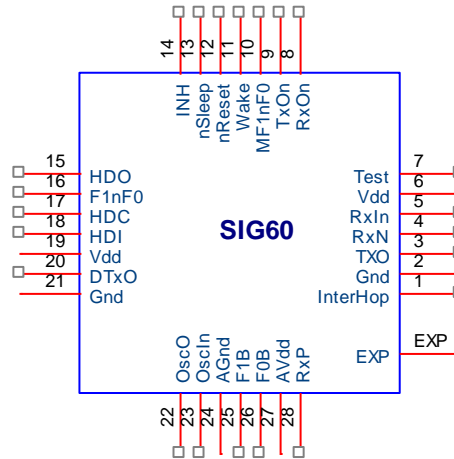 14 13 12 11 10 9 8
INH nSleep nReset Wake MF1nF0 TxOn RxOn
15 HDO
16 F1nF0
17 HDC
18 HDI
19 Vdd
20 DTxO
21 Gnd
SIG60
Test 7
Vdd 6
RxIn 5
RxN 4
TXO 3
Gnd 2
InterHop 1
EXP EXP
OscO OscIn AGnd F1B F0B AVdd RxP
22 23 24 25 26 27 28